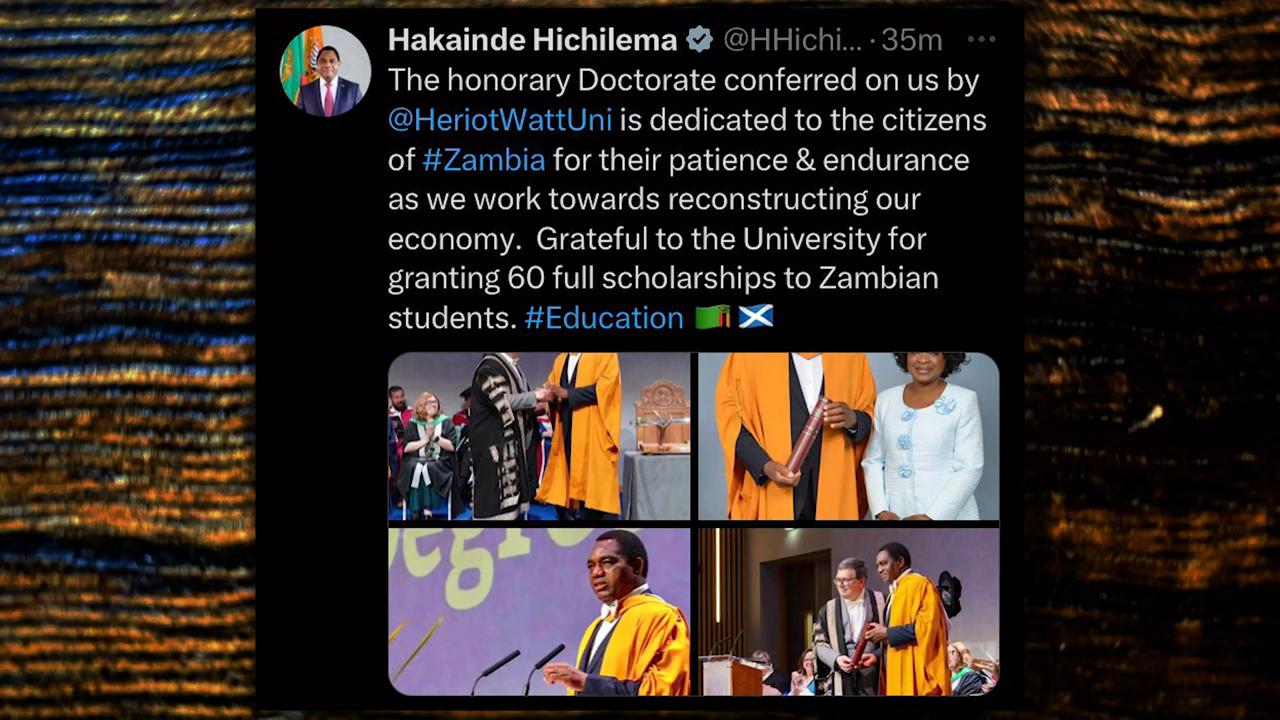 Hakainde Hichilema @HHichi... · 35m ...
The honorary Doctorate conferred on us by
@HeriotWattUni is dedicated to the citizens
of #Zambia for their patience & endurance
as we work towards reconstructing our
economy.  Grateful to the University for
granting 60 full scholarships to Zambian
students. #Education 🇿🇲 🏴󠁧󠁢󠁳󠁣󠁴󠁿
egr